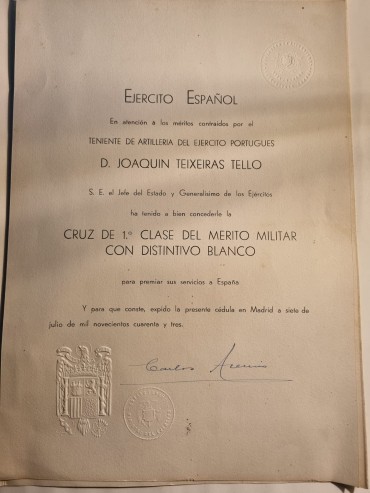 EJERCITO ESPAÑOL
En atención á los méritos contraidos por el
TENIENTE DE ARTILLERIA DEL EJERCITO PORTUGUES
D. JOAQUIN TEIXEIRAS TELLO
S. E. el Jefe del Estado y Generalísimo de los Ejércitos
ha tenido a bien concederle la
CRUZ DE 1.ª CLASE DEL MERITO MILITAR
CON DISTINTIVO BLANCO
para premiar sus servicios a España
Y para que conste, expido la presente cédula en Madrid a siete de
julio de mil novecientos cuarenta y tres.
Carlos Asensio